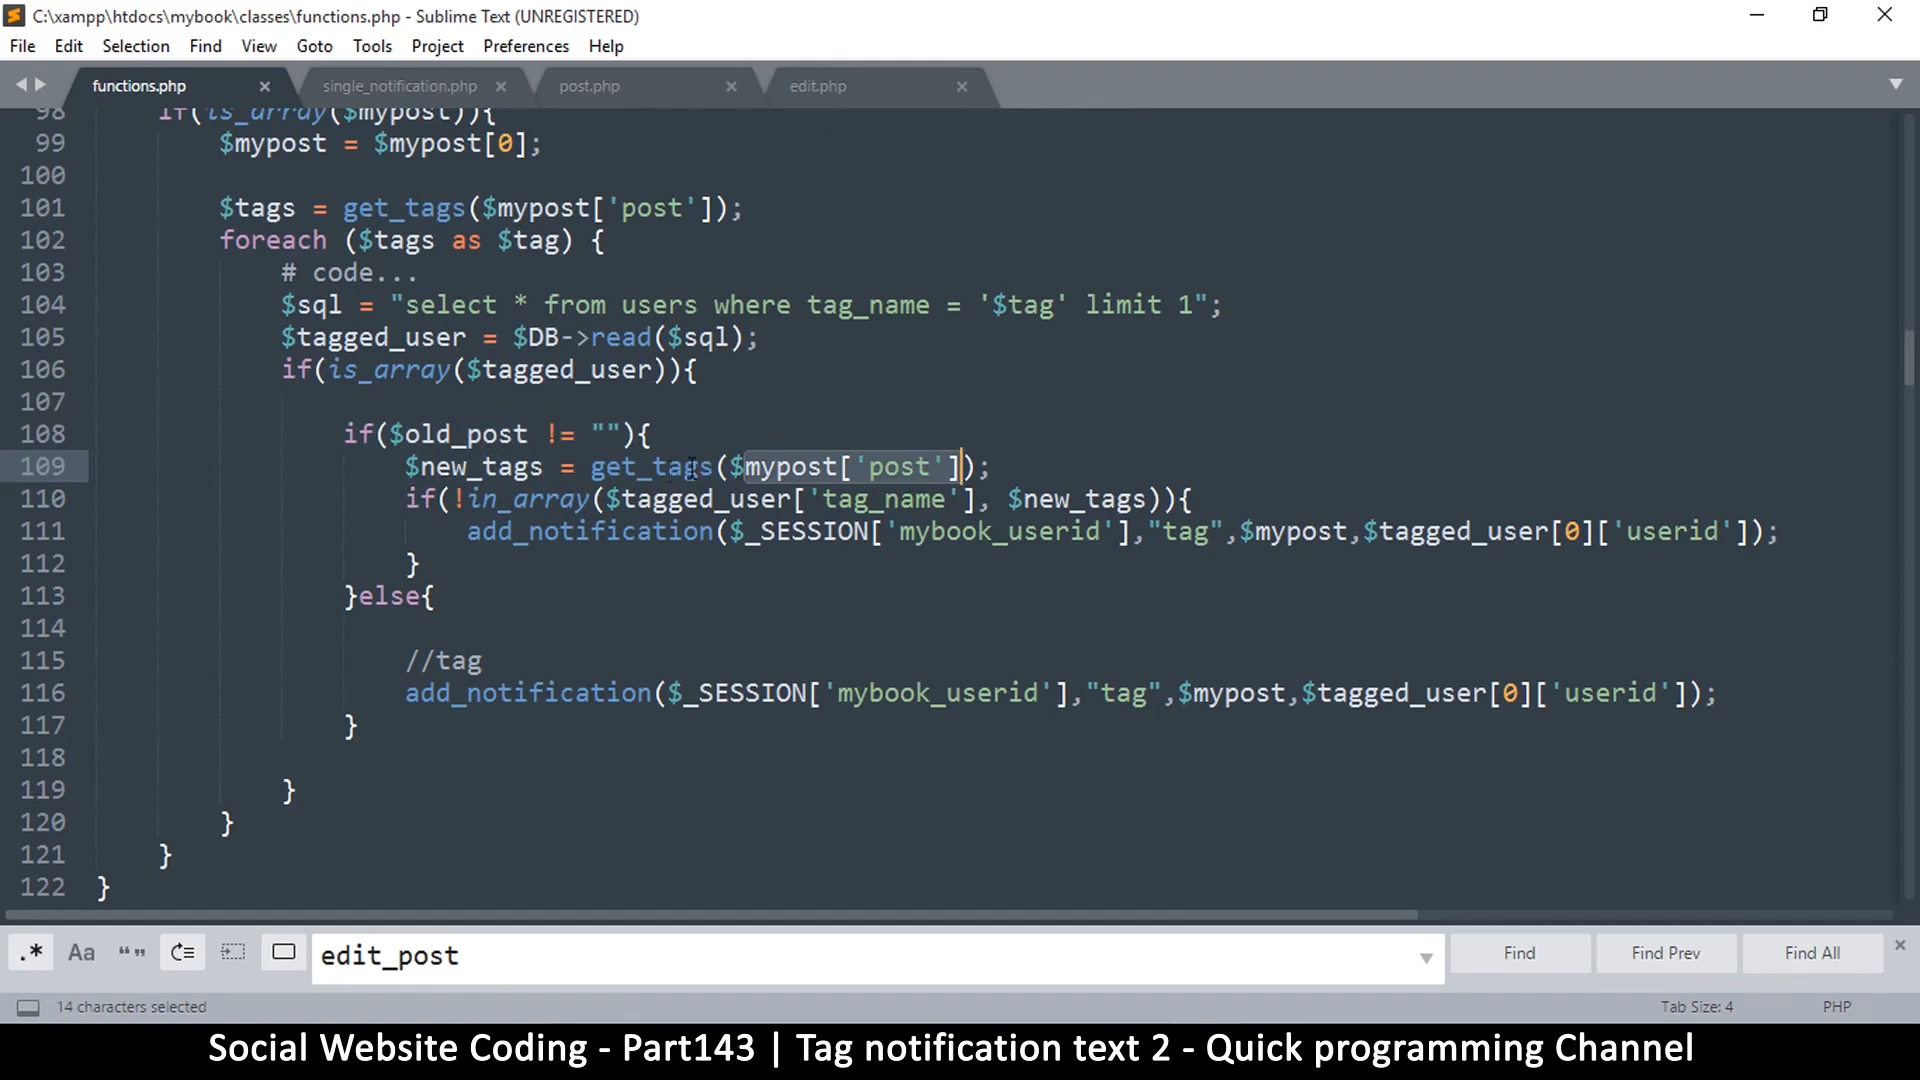 C:\xampp\htdocs\mybook\classes\functions.php - Sublime Text (UNREGISTERED)
File Edit Selection Find View Goto Tools Project Preferences Help
functions.php single_notification.php post.php edit.php
98 if(is_array($mypost)){
99 $mypost = $mypost[0];
100
101 $tags = get_tags($mypost['post']);
102 foreach ($tags as $tag) {
103 # code...
104 $sql = "select * from users where tag_name = '$tag' limit 1";
105 $tagged_user = $DB->read($sql);
106 if(is_array($tagged_user)){
107
108 if($old_post != ""){
109 $new_tags = get_tags($mypost['post']);
110 if(!in_array($tagged_user['tag_name'], $new_tags)){
111 add_notification($_SESSION['mybook_userid'],"tag",$mypost,$tagged_user[0]['userid']);
112 }
113 }else{
114
115 //tag
116 add_notification($_SESSION['mybook_userid'],"tag",$mypost,$tagged_user[0]['userid']);
117 }
118
119 }
120 }
121 }
122 }
.* Aa “ ” edit_post Find Find Prev Find All
14 characters selected Tab Size: 4 PHP
Social Website Coding - Part143 | Tag notification text 2 - Quick programming Channel